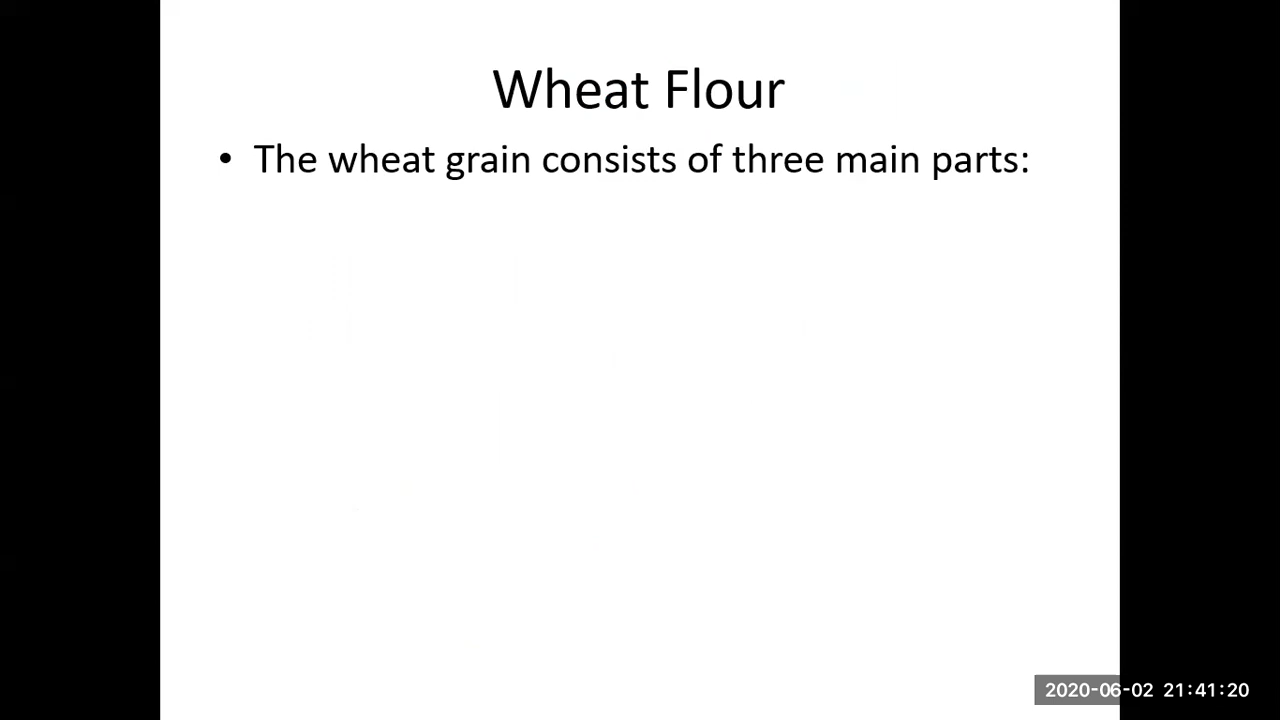 Wheat Flour
• The wheat grain consists of three main parts:
2020-06-02 21:41:20